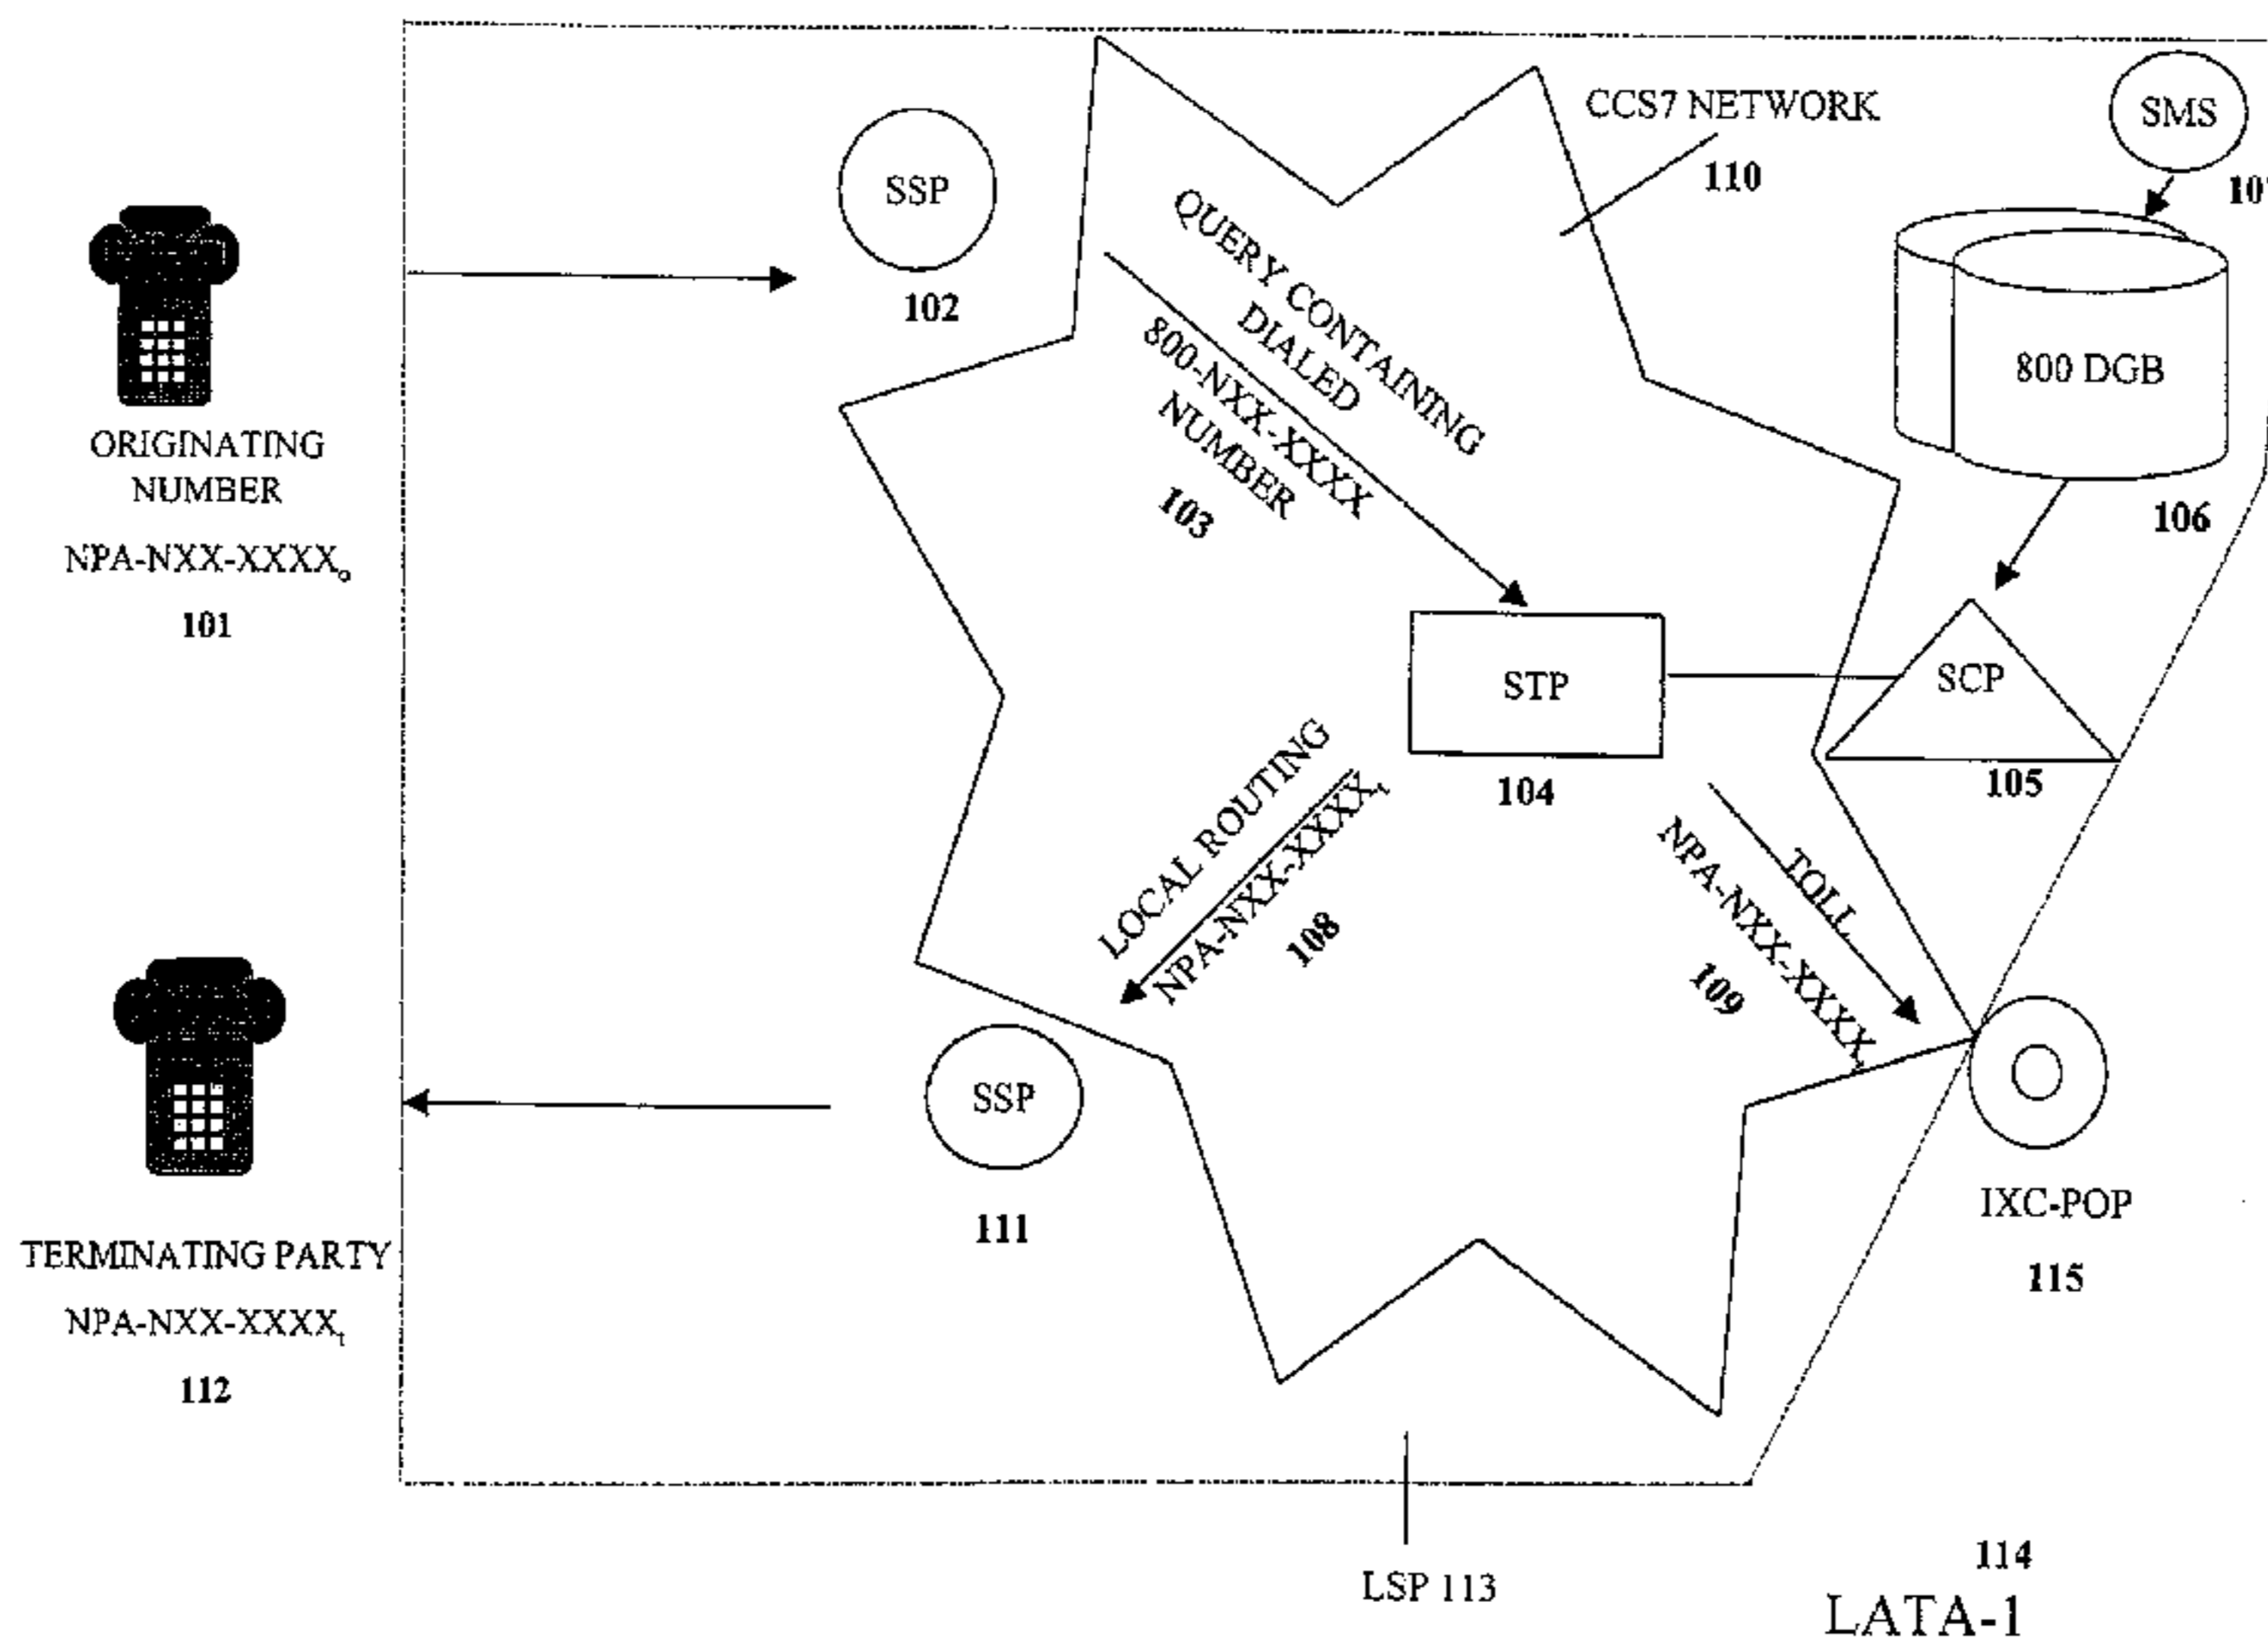 CCS7 NETWORK
110
SMS
SSP
102
QUERY CONTAINING
DIALED
800-NXX-XXXX
NUMBER
103
800 DGB
106
ORIGINATING
NUMBER
NPA-NXX-XXXXo
101
STP
104
SCP
105
LOCAL ROUTING
NPA-NXX-XXXXt
108
TOLL
NPA-NXX-XXXX
109
SSP
111
IXC-POP
115
TERMINATING PARTY
NPA-NXX-XXXXt
112
LSP 113
114
LATA-1